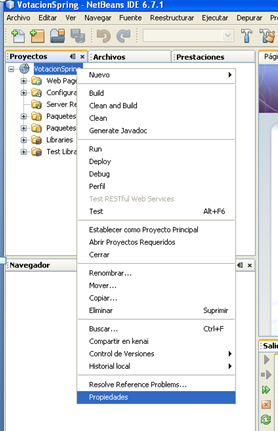 VotacionSpring - NetBeans IDE 6.7.1
Archivo Editar Ver Navegar Fuente Reestructurar Ejecutar Depurar Pe
Proyectos Archivos Prestaciones
VotacionSpring
Web Page
Configura
Server Re
Paquetes
Paquetes
Libraries
Test Libra
Nuevo
Build
Clean and Build
Clean
Generate Javadoc
Run
Deploy
Debug
Perfil
Test RESTful Web Services
Test Alt+F6
Establecer como Proyecto Principal
Abrir Proyectos Requeridos
Cerrar
Navegador
Renombrar...
Mover...
Copiar...
Eliminar Suprimir
Buscar... Ctrl+F
Compartir en kenai
Control de Versiones
Historial local
Resolve Reference Problems...
Propiedades
Pági
Salid